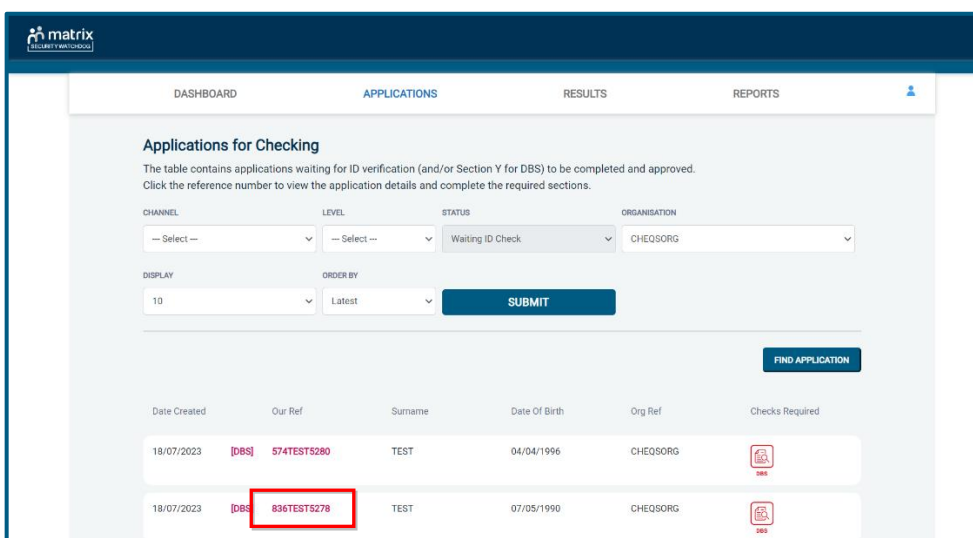 matrix
SECURITY WATCHDOG
DASHBOARD APPLICATIONS RESULTS REPORTS
Applications for Checking
The table contains applications waiting for ID verification (and/or Section Y for DBS) to be completed and approved.
Click the reference number to view the application details and complete the required sections.
CHANNEL LEVEL STATUS ORGANISATION
--- Select --- --- Select --- Waiting ID Check CHEQSORG
DISPLAY ORDER BY
10 Latest SUBMIT
FIND APPLICATION
Date Created Our Ref Surname Date Of Birth Org Ref Checks Required
18/07/2023 [DBS] 574TEST5280 TEST 04/04/1996 CHEQSORG
DBS
18/07/2023 [DBS 836TEST5278 TEST 07/05/1990 CHEQSORG
DBS